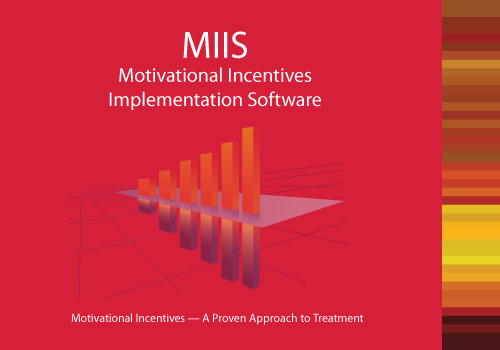 MIIS
Motivational Incentives
Implementation Software
Motivational Incentives — A Proven Approach to Treatment